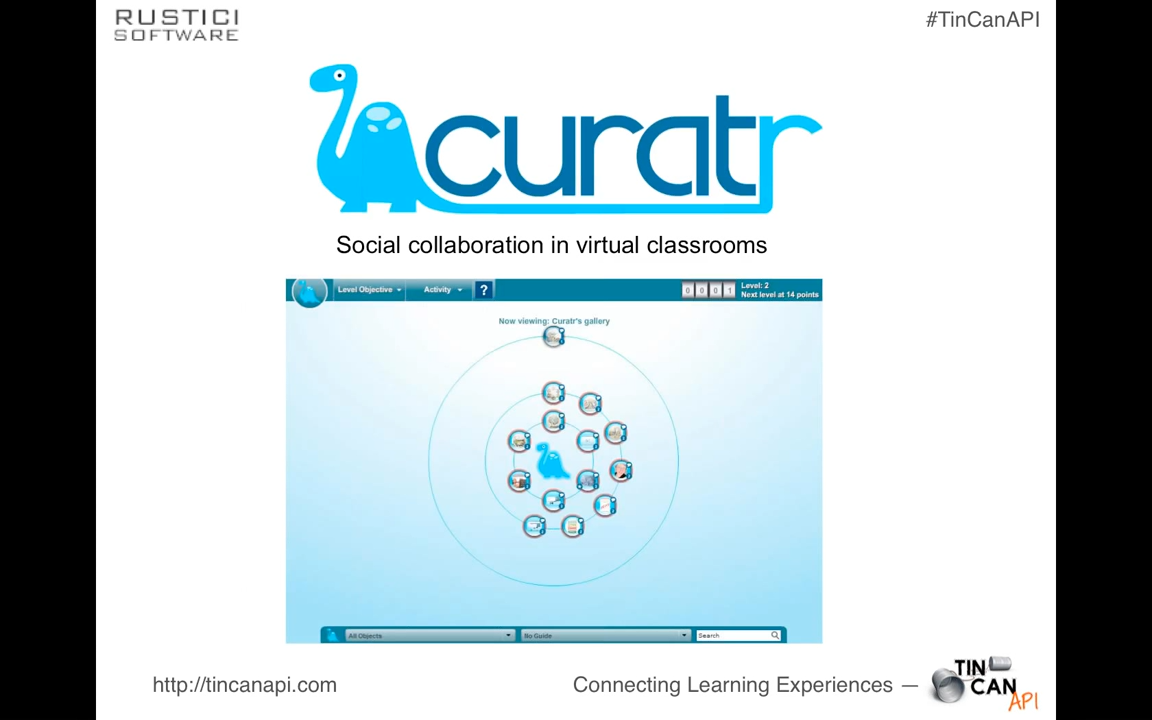 RUSTICI
SOFTWARE
#TinCanAPI
curatr
Social collaboration in virtual classrooms
Level Objective
Activity
?
0 0 0 1
Level: 2
Next level at 14 points
Now viewing: Curatr's gallery
All Objects
No Guide
Search
http://tincanapi.com
Connecting Learning Experiences —
TIN
CAN
API